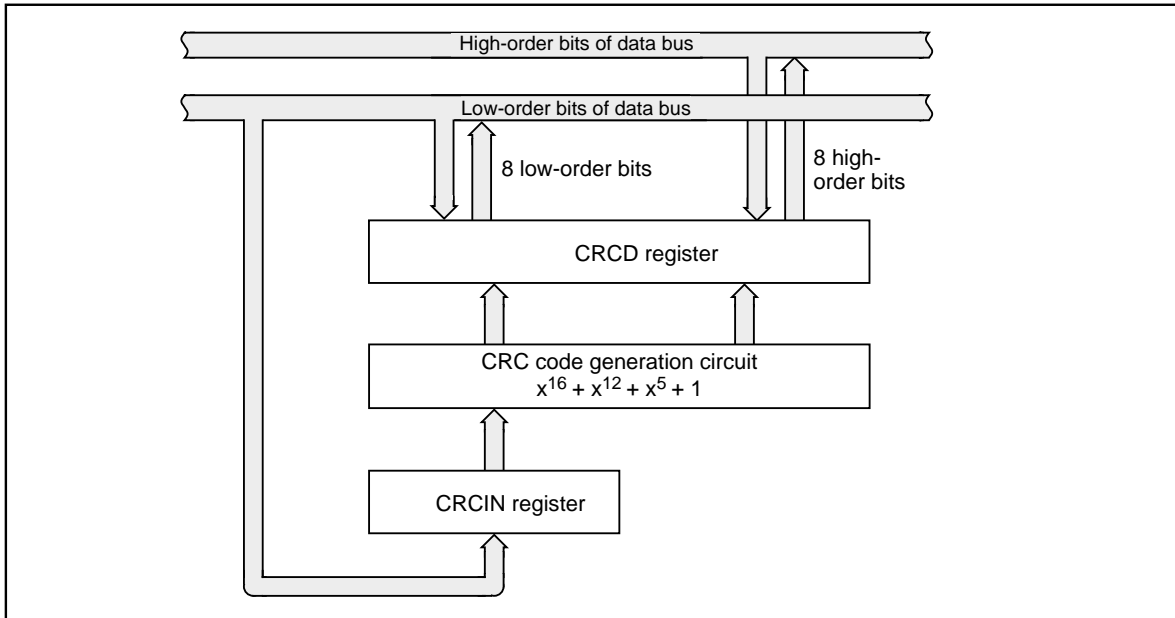 High-order bits of data bus
Low-order bits of data bus
8 low-order bits
8 high-
order bits
CRCD register
CRC code generation circuit
x¹⁶ + x¹² + x⁵ + 1
CRCIN register